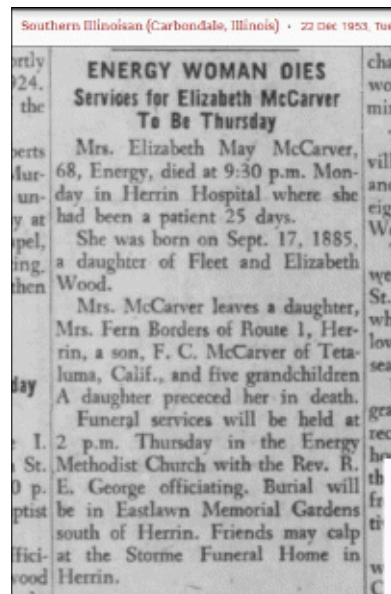 Southern Illinoisan (Carbondale, Illinois) · 22 Dec 1953, Tue
ENERGY WOMAN DIES
Services for Elizabeth McCarver
To Be Thursday
Mrs. Elizabeth May McCarver,
68, Energy, died at 9:30 p.m. Mon-
day in Herrin Hospital where she
had been a patient 25 days.
She was born on Sept. 17, 1885,
a daughter of Fleet and Elizabeth
Wood.
Mrs. McCarver leaves a daughter,
Mrs. Fern Borders of Route 1, Her-
rin, a son, F. C. McCarver of Teta-
luma, Calif., and five grandchildren
A daughter prececed her in death.
Funeral services will be held at
2 p.m. Thursday in the Energy
Methodist Church with the Rev. R.
E. George officiating. Burial will
be in Eastlawn Memorial Gardens
south of Herrin. Friends may calp
at the Storme Funeral Home in
Herrin.